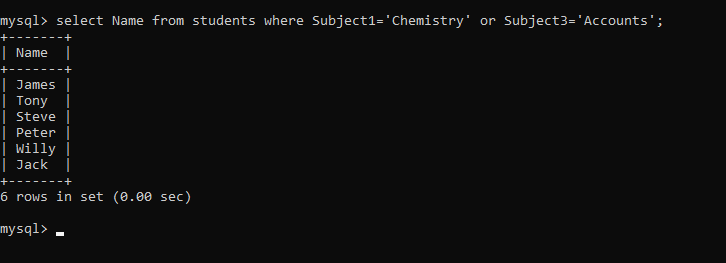 mysql> select Name from students where Subject1='Chemistry' or Subject3='Accounts';
+-------+
| Name  |
+-------+
| James |
| Tony  |
| Steve |
| Peter |
| Willy |
| Jack  |
+-------+
6 rows in set (0.00 sec)

mysql>